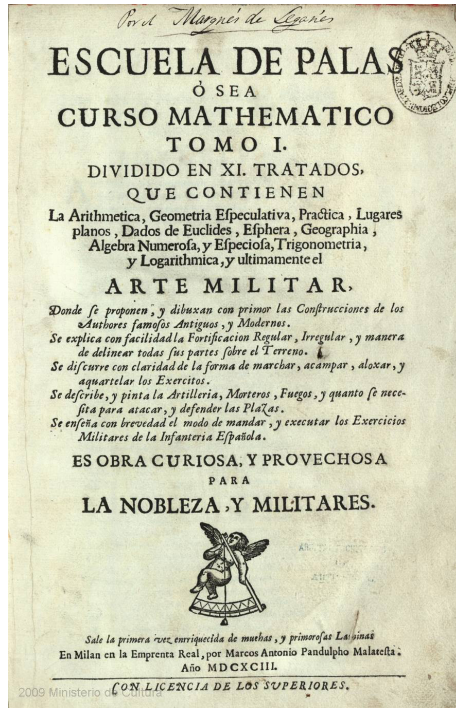 Por el Marqués de Leganés
ESCUELA DE PALAS
Ó SEA
CURSO MATHEMATICO
TOMO I.
DIVIDIDO EN XI. TRATADOS,
QUE CONTIENEN
La Arithmetica, Geometria Eſpeculativa, Practica, Lugares
planos, Dados de Euclides, Eſphera, Geographia,
Algebra Numeroſa, y Eſpecioſa, Trigonometria,
y Logarithmica, y ultimamente el
ARTE MILITAR,
Donde ſe proponen, y dibuxan con primor las Conſtrucciones de los
Authores famoſos Antiguos, y Modernos.
Se explica con facilidad la Fortificacion Regular, Irregular, y manera
de delinear todas ſus partes ſobre el Terreno.
Se diſcurre con claridad de la forma de marchar, acampar, aloxar, y
aquartelar los Exercitos.
Se deſcribe, y pinta la Artilleria, Morteros, Fuegos, y quanto ſe nece-
ſita para atacar, y defender las Plazas.
Se enſeña con brevedad el modo de mandar, y executar los Exercicios
Militares de la Infanteria Eſpañola.
ES OBRA CURIOSA, Y PROVECHOSA
PARA
LA NOBLEZA, Y MILITARES.
Sale la primera vez enrriquecida de muchas, y primoroſas Laminas
En Milan en la Emprenta Real, por Marcos Antonio Pandulpho Malateſta.
Año MDCXCIII.
CON LICENCIA DE LOS SUPERIORES.
2009 Ministerio de Cultura